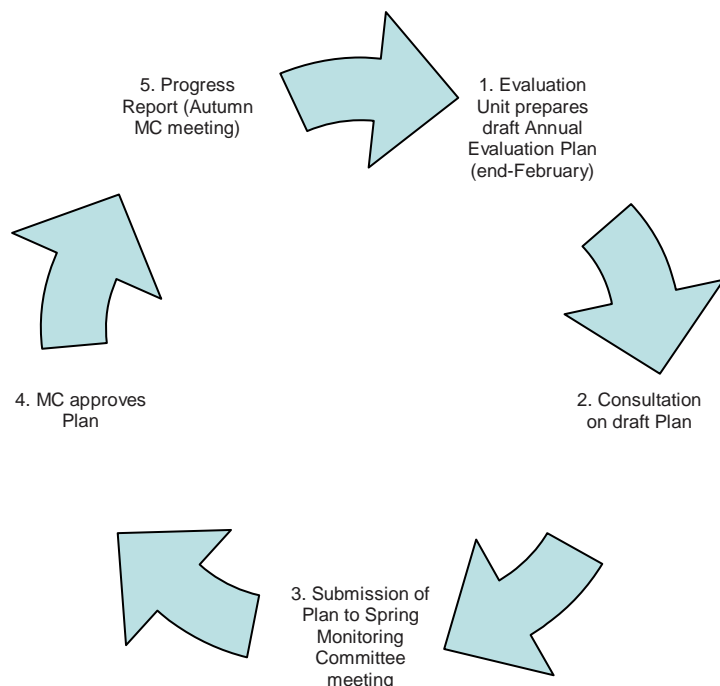 1. Evaluation
Unit prepares
draft Annual
Evaluation Plan
(end-February)
2. Consultation
on draft Plan
3. Submission of
Plan to Spring
Monitoring
Committee
meeting
4. MC approves
Plan
5. Progress
Report (Autumn
MC meeting)